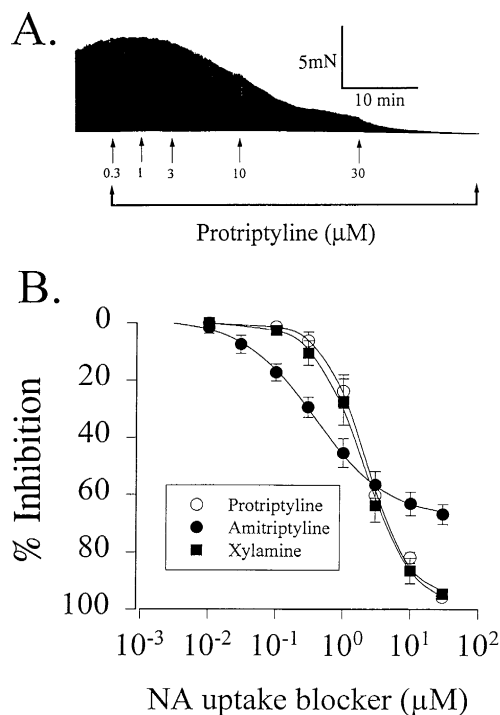 A.
5mN
10 min
0.3 1 3 10 30
Protriptyline (μM)
B.
% Inhibition
0
20
40
60
80
100
Protriptyline
Amitriptyline
Xylamine
10⁻³ 10⁻² 10⁻¹ 10⁰ 10¹ 10²
NA uptake blocker (μM)